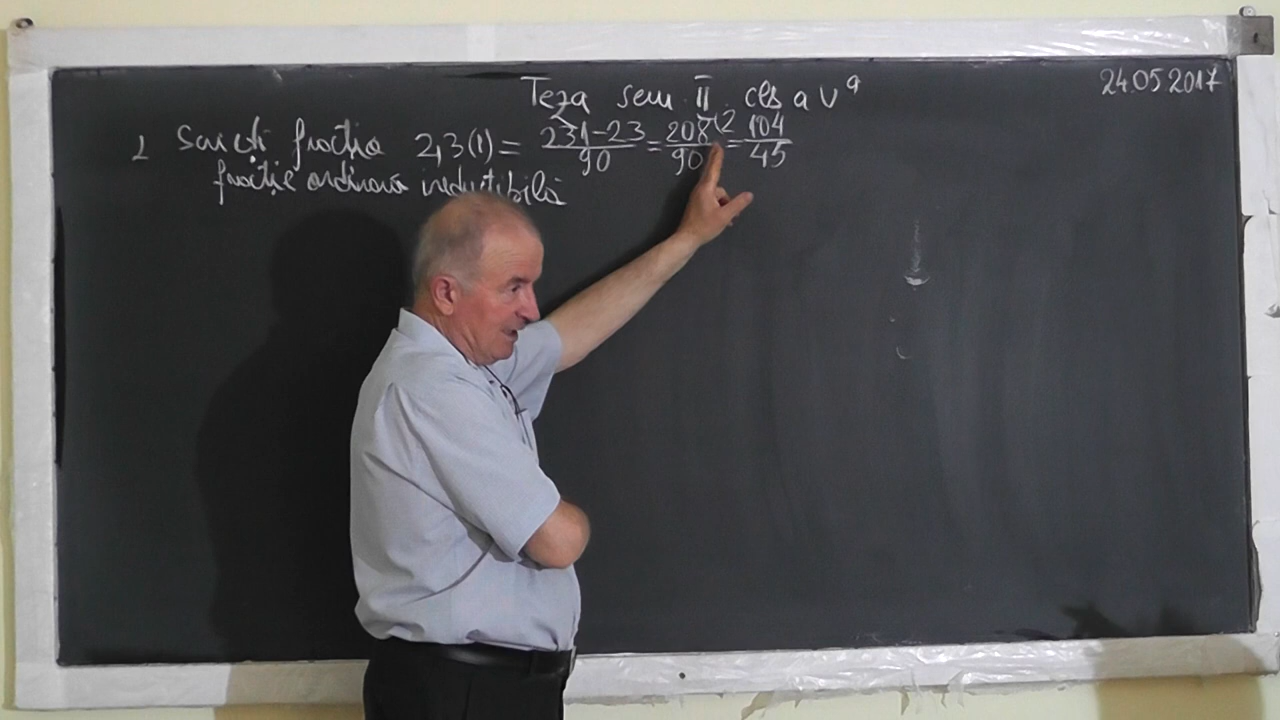 Teza sem II cls a V a
24.05.2017
1 Scrieți fracția 2,3(1) = 231-23/90 = 208/90 (2 = 104/45
fracție ordinară ireductibilă